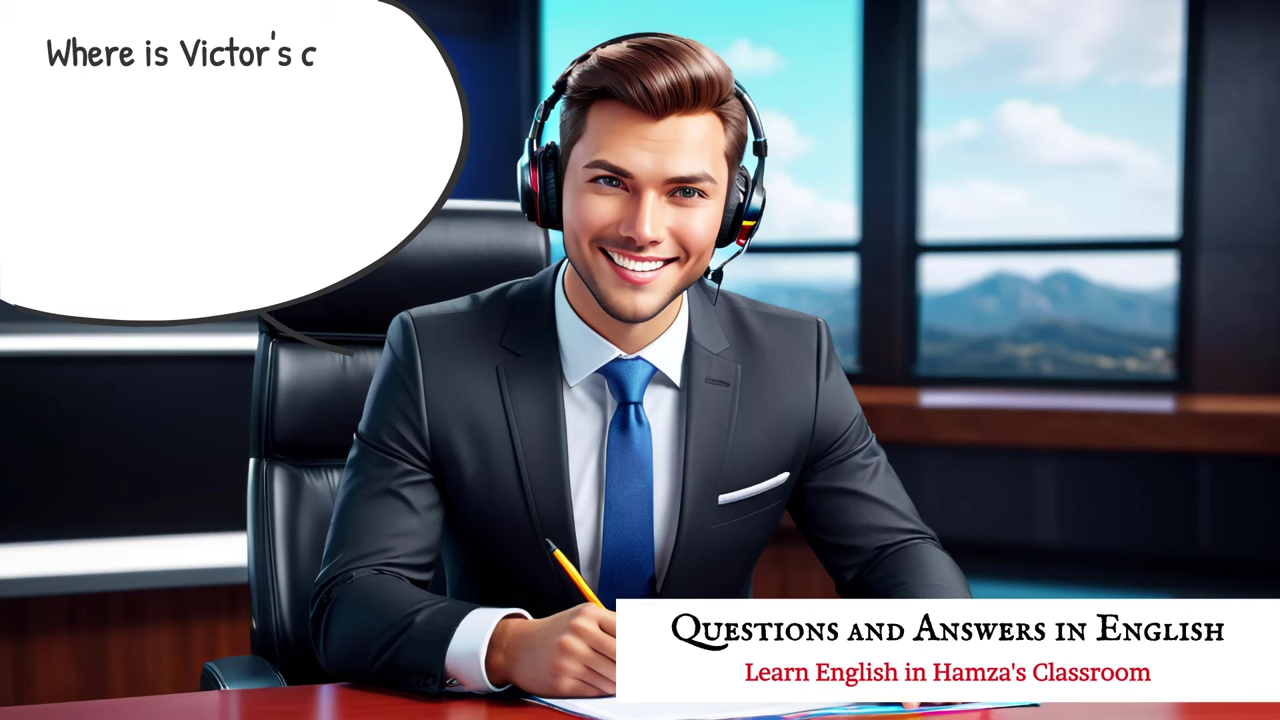 Where is Victor's c
Questions and Answers in English
Learn English in Hamza's Classroom